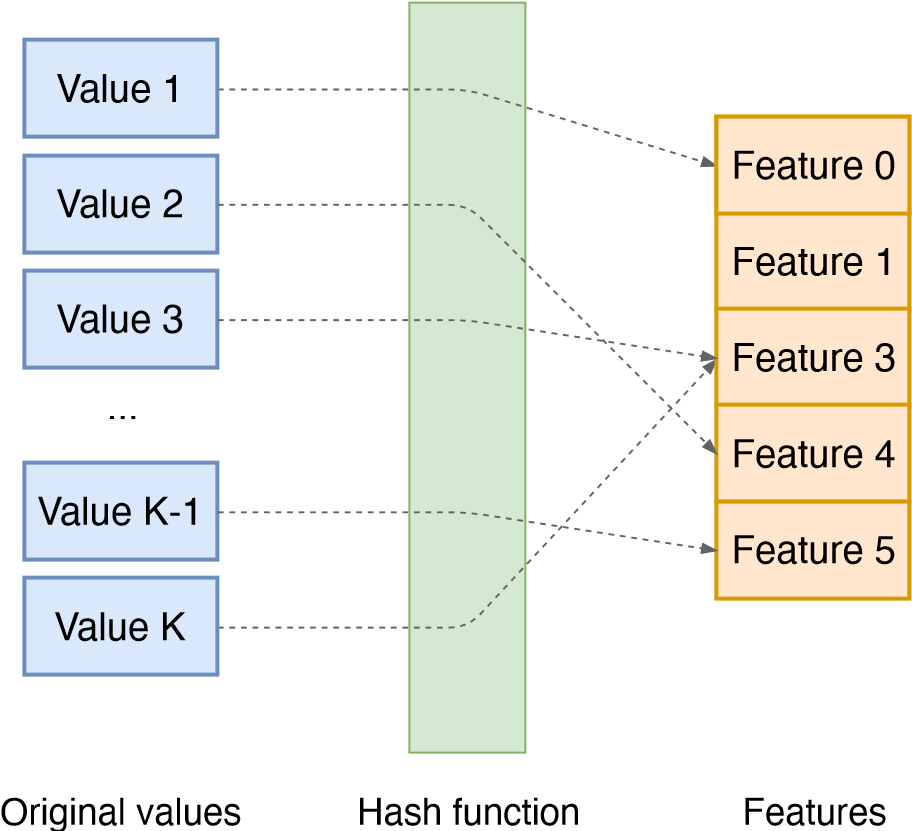 Value 1
Value 2
Value 3
...
Value K-1
Value K
Feature 0
Feature 1
Feature 3
Feature 4
Feature 5
Original values
Hash function
Features